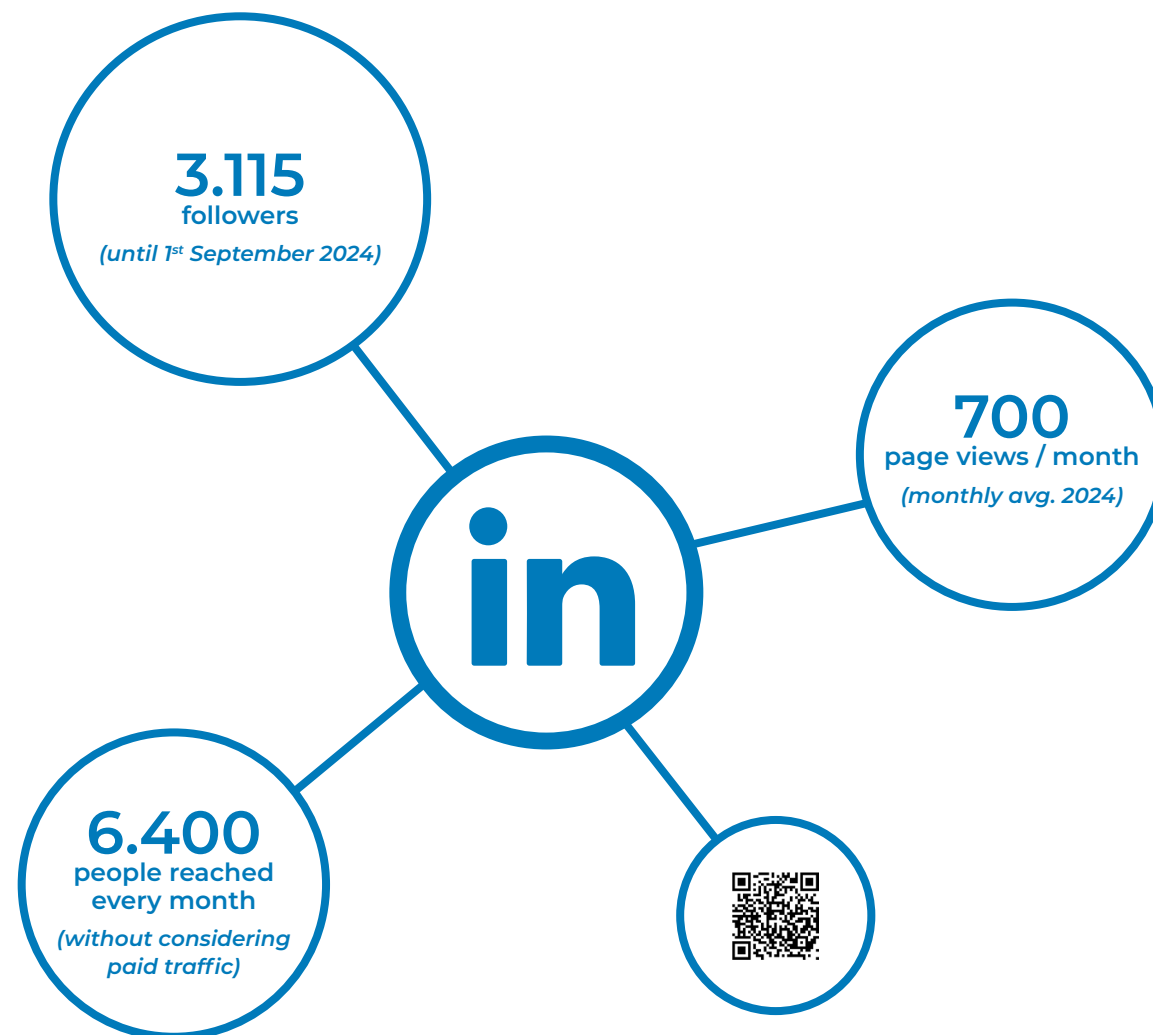 3.115
followers
(until 1st September 2024)
700
page views / month
(monthly avg. 2024)
in
6.400
people reached
every month
(without considering
paid traffic)